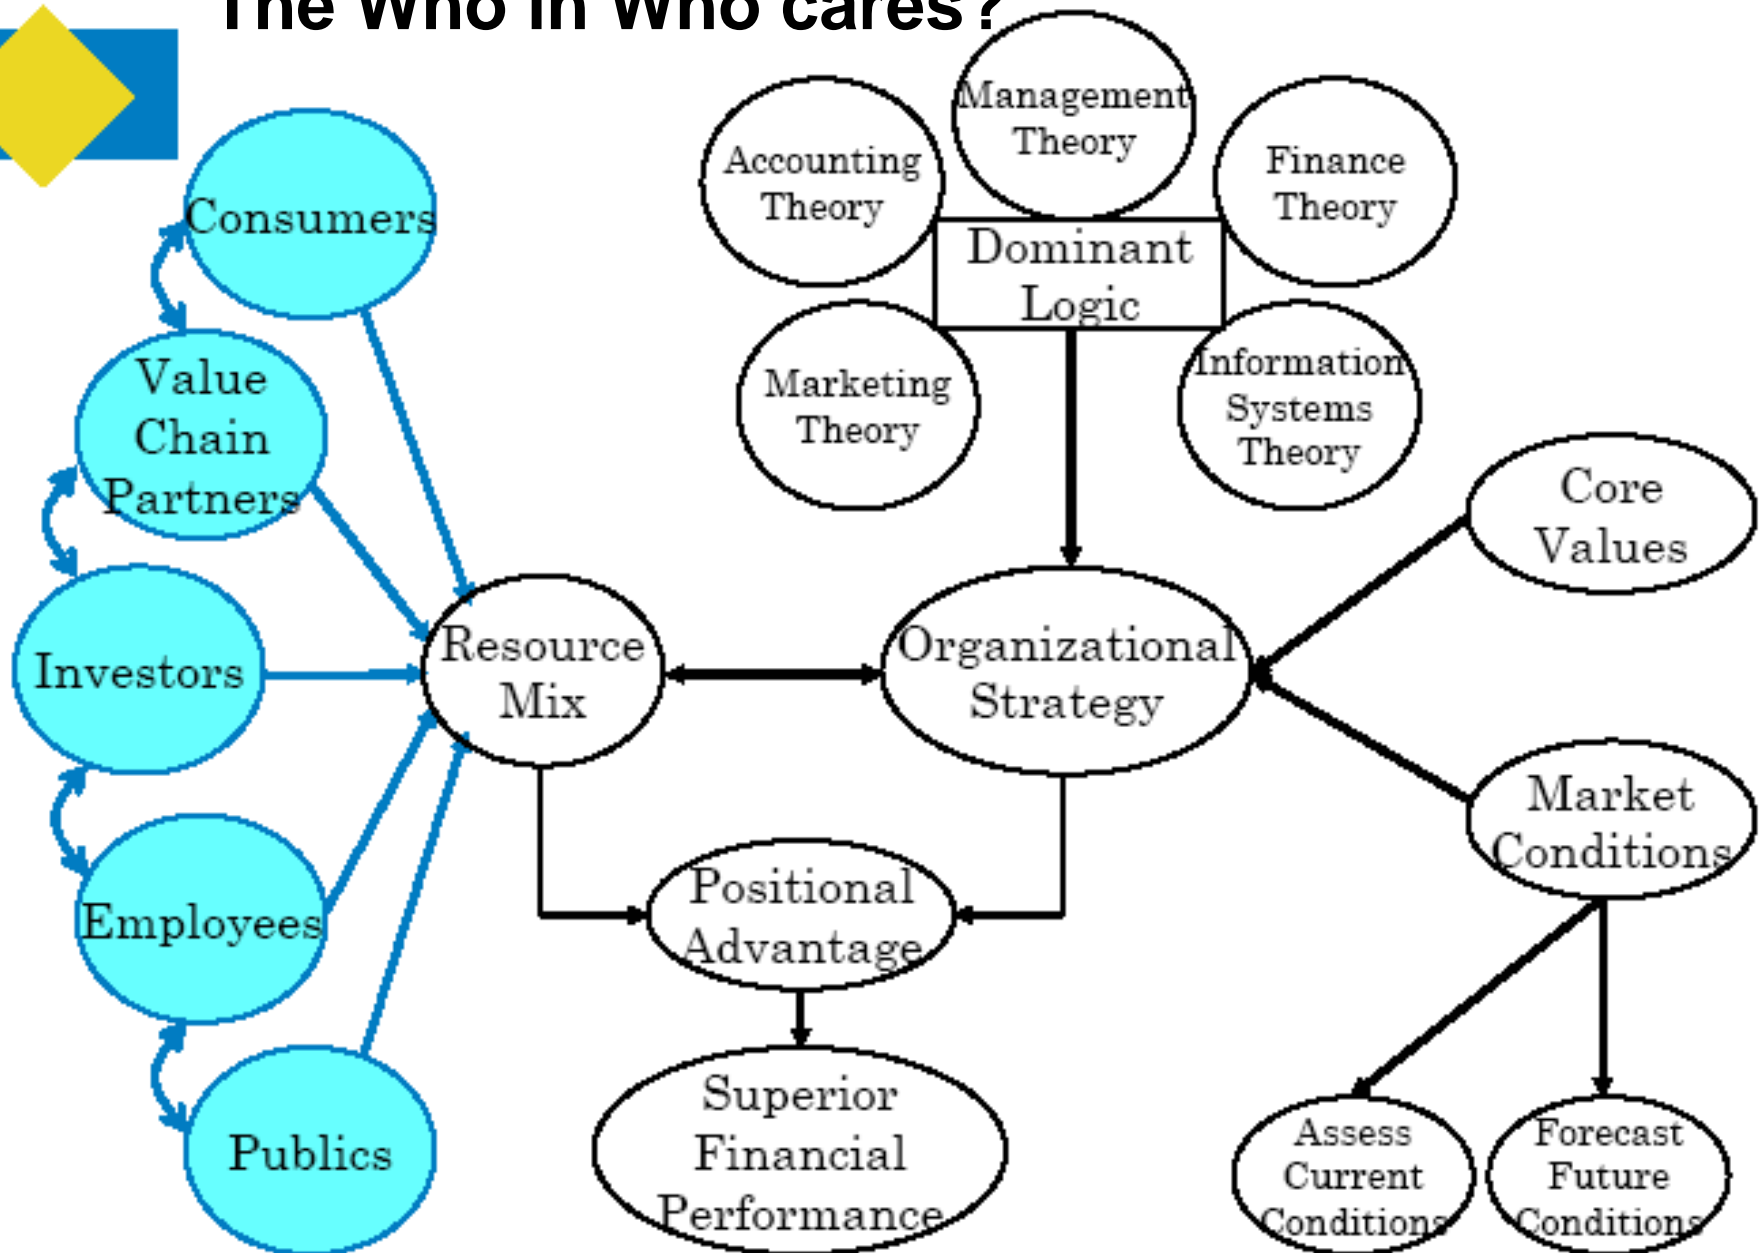 The Who in Who cares?
Management
Theory
Accounting
Theory
Finance
Theory
Dominant
Logic
Marketing
Theory
Information
Systems
Theory
Consumers
Value
Chain
Partners
Investors
Employees
Publics
Resource
Mix
Organizational
Strategy
Core
Values
Market
Conditions
Positional
Advantage
Superior
Financial
Performance
Assess
Current
Conditions
Forecast
Future
Conditions